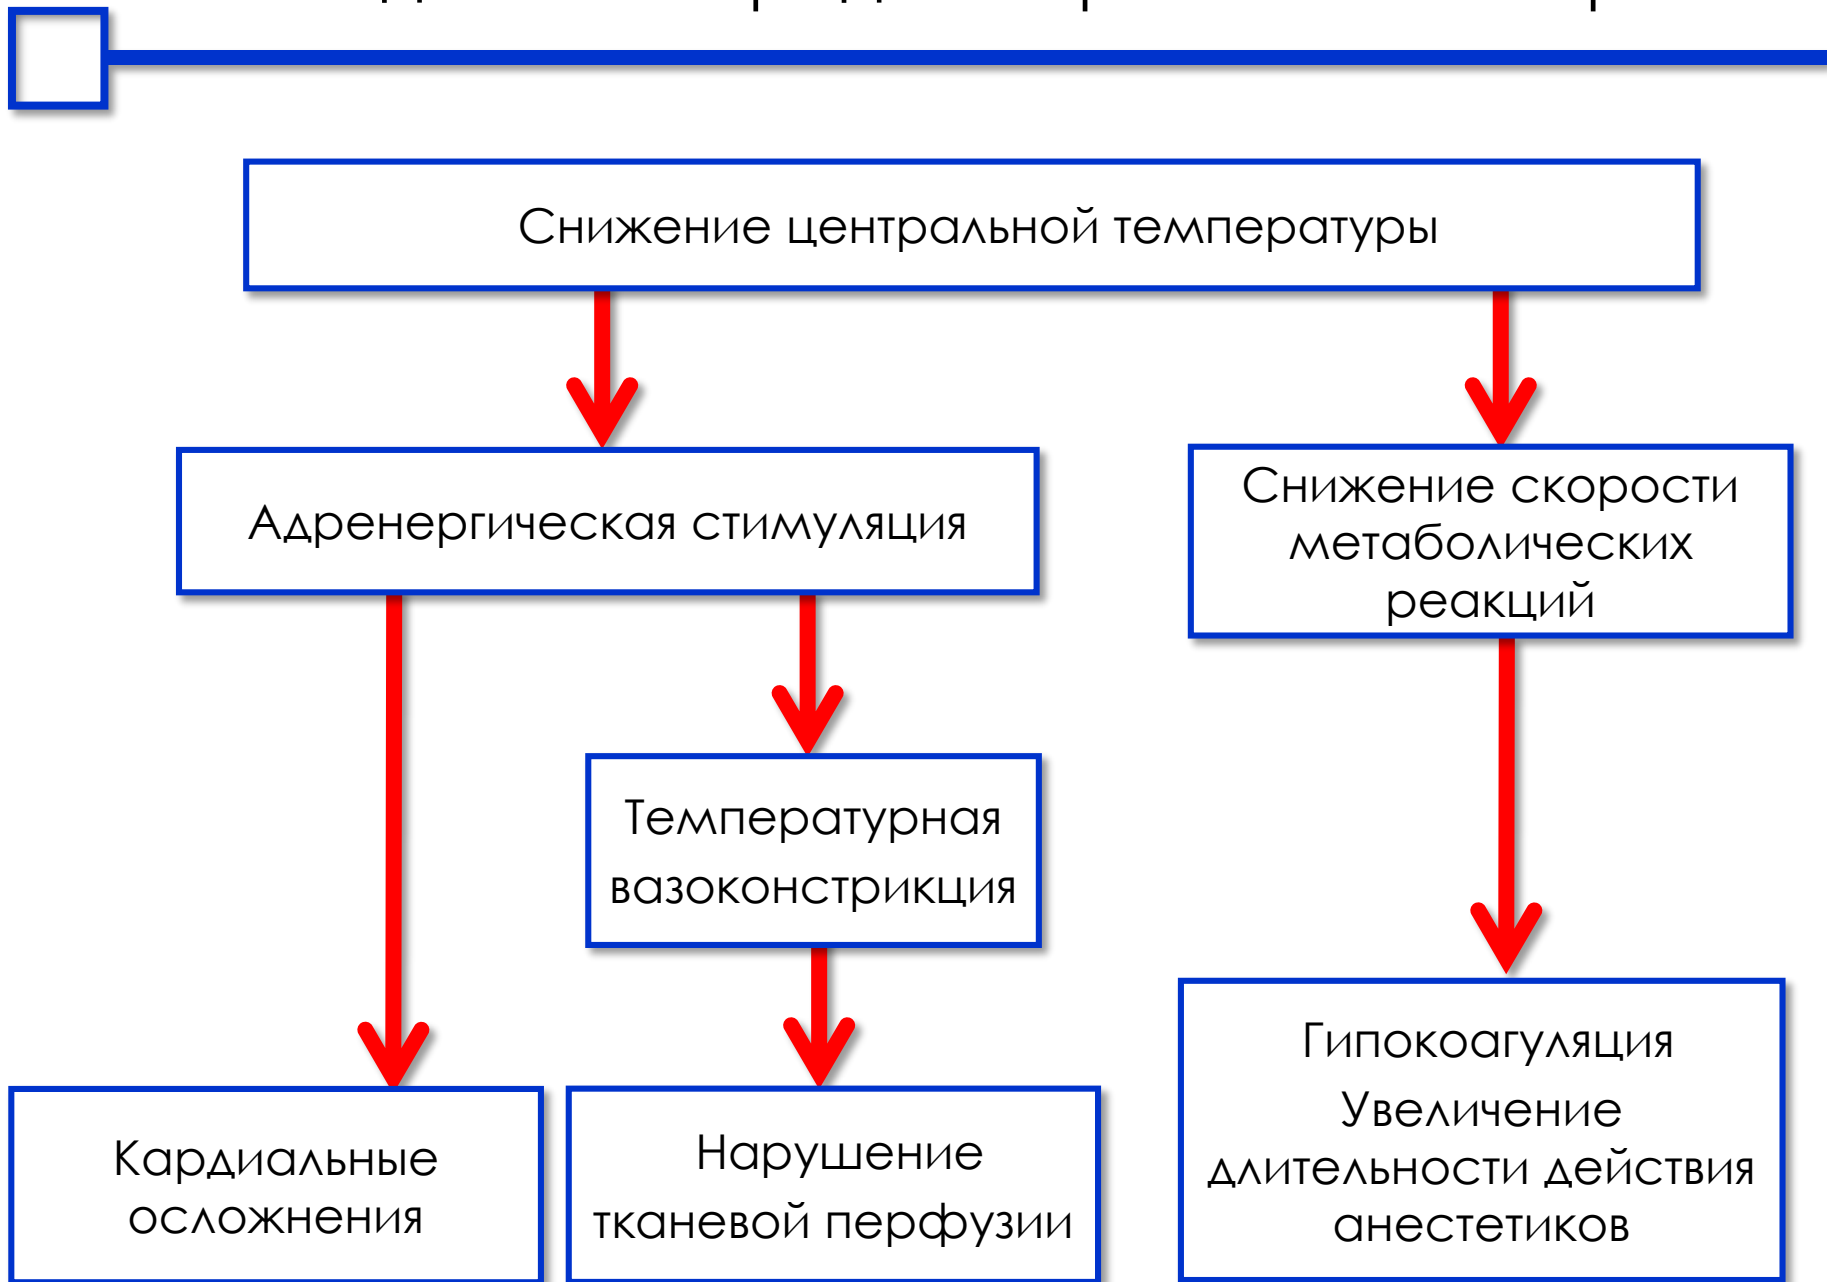 Снижение центральной температуры
Адренергическая стимуляция
Снижение скорости
метаболических
реакций
Температурная
вазоконстрикция
Кардиальные
осложнения
Нарушение
тканевой перфузии
Гипокоагуляция
Увеличение
длительности действия
анестетиков